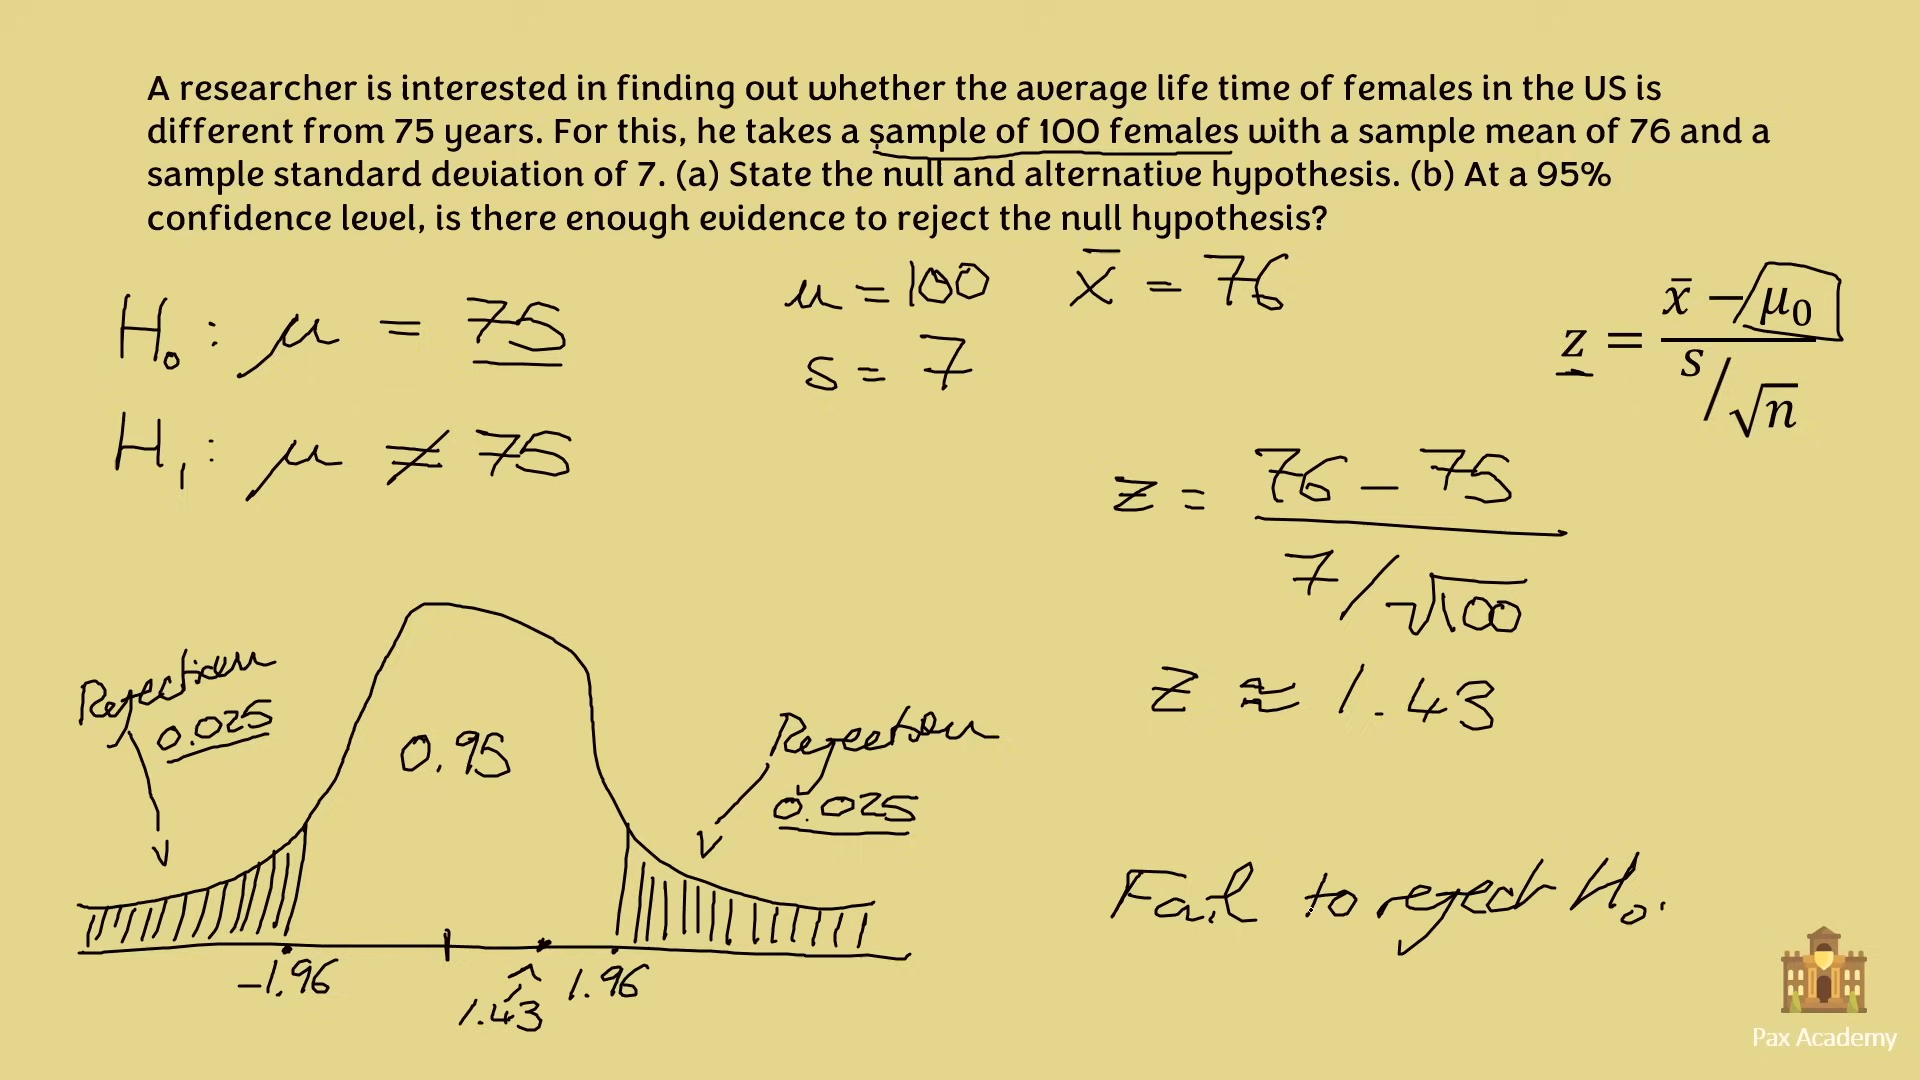 A researcher is interested in finding out whether the average life time of females in the US is
different from 75 years. For this, he takes a sample of 100 females with a sample mean of 76 and a
sample standard deviation of 7. (a) State the null and alternative hypothesis. (b) At a 95%
confidence level, is there enough evidence to reject the null hypothesis?
H₀ : μ = 75
H₁ : μ ≠ 75
n = 100 x̄ = 76
s = 7
z = (x̄ − μ₀) / (s/√n)
z = (76 − 75) / (7/√100)
z ≈ 1.43
Rejection
0.025
0.95
Rejection
0.025
-1.96
1.43
1.96
Fail to reject H₀.
Pax Academy